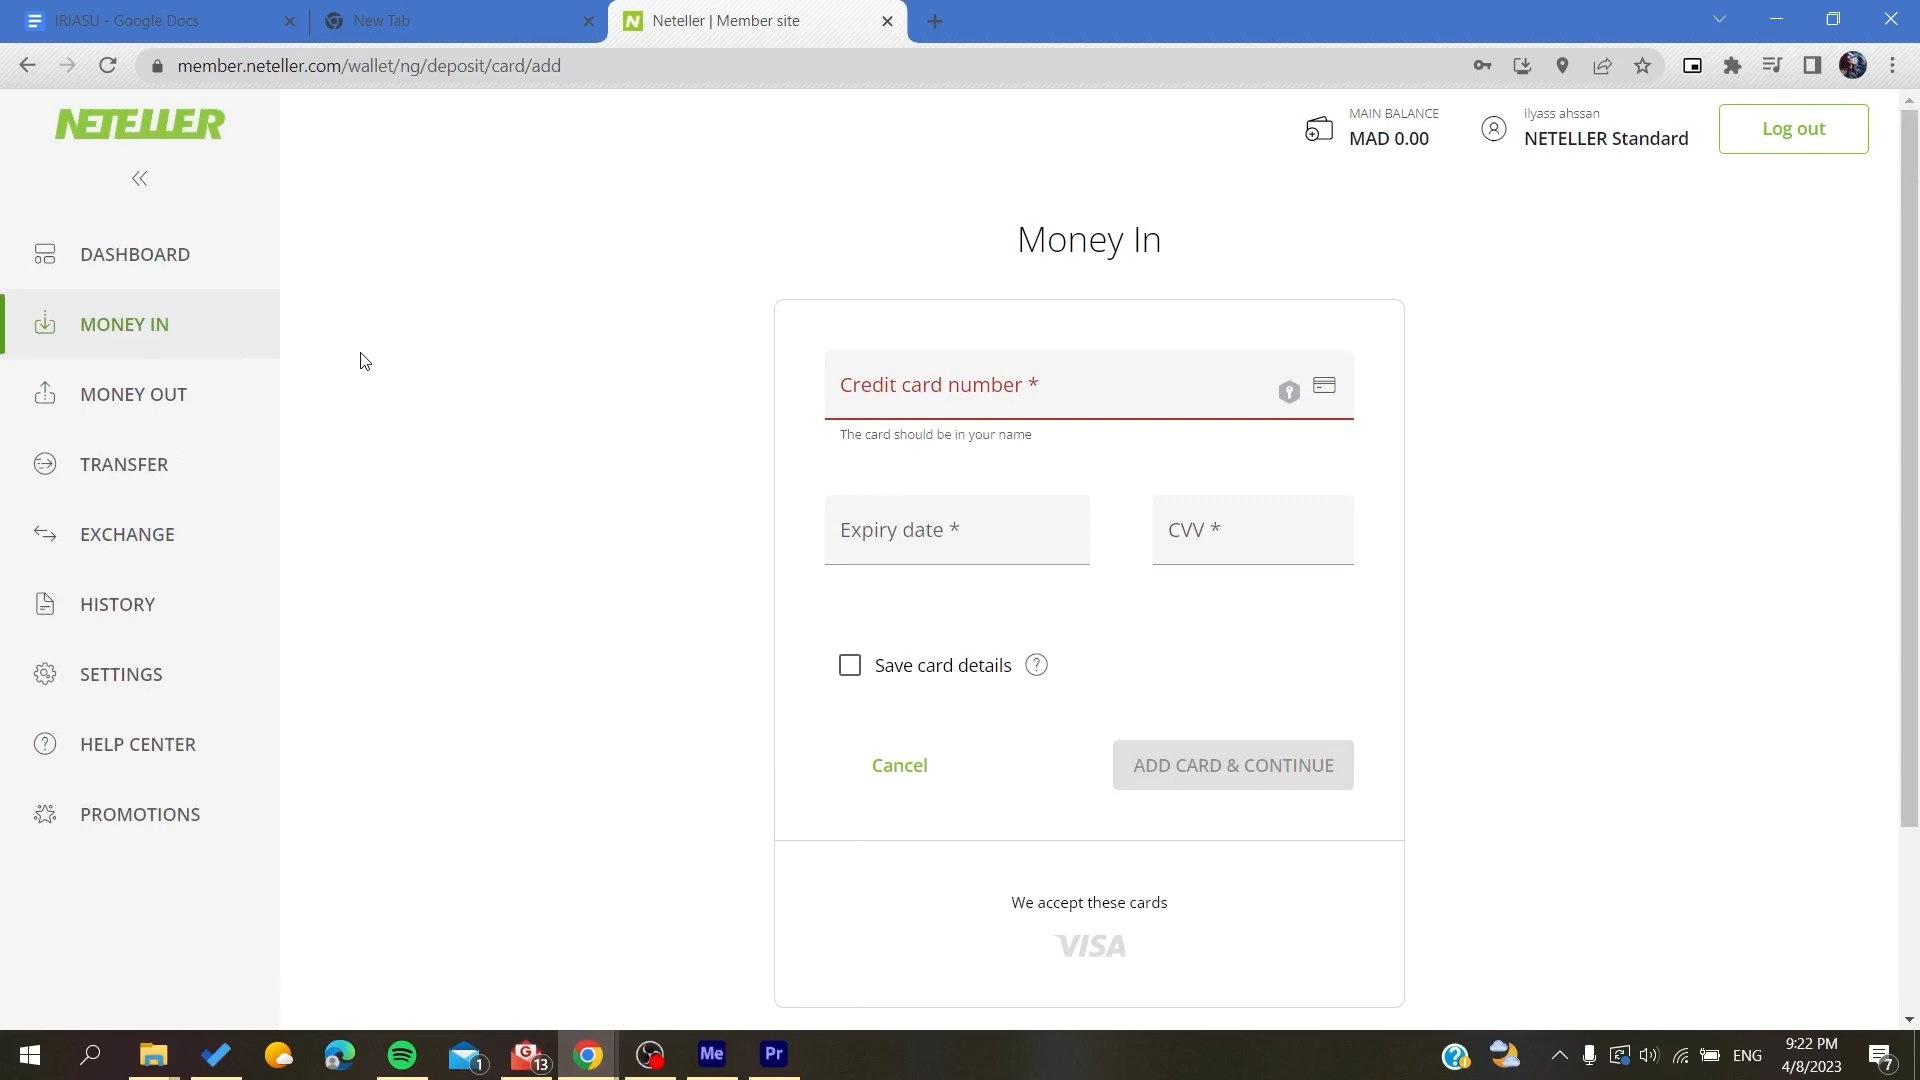 IRIASU - Google Docs
New Tab
Neteller | Member site
member.neteller.com/wallet/ng/deposit/card/add
NETELLER
MAIN BALANCE
MAD 0.00
ilyass ahssan
NETELLER Standard
Log out
DASHBOARD
MONEY IN
MONEY OUT
TRANSFER
EXCHANGE
HISTORY
SETTINGS
HELP CENTER
PROMOTIONS
Money In
Credit card number *
The card should be in your name
Expiry date *
CVV *
Save card details
Cancel
ADD CARD & CONTINUE
We accept these cards
VISA
1
G
13
Me
Pr
ENG
9:22 PM
4/8/2023
7